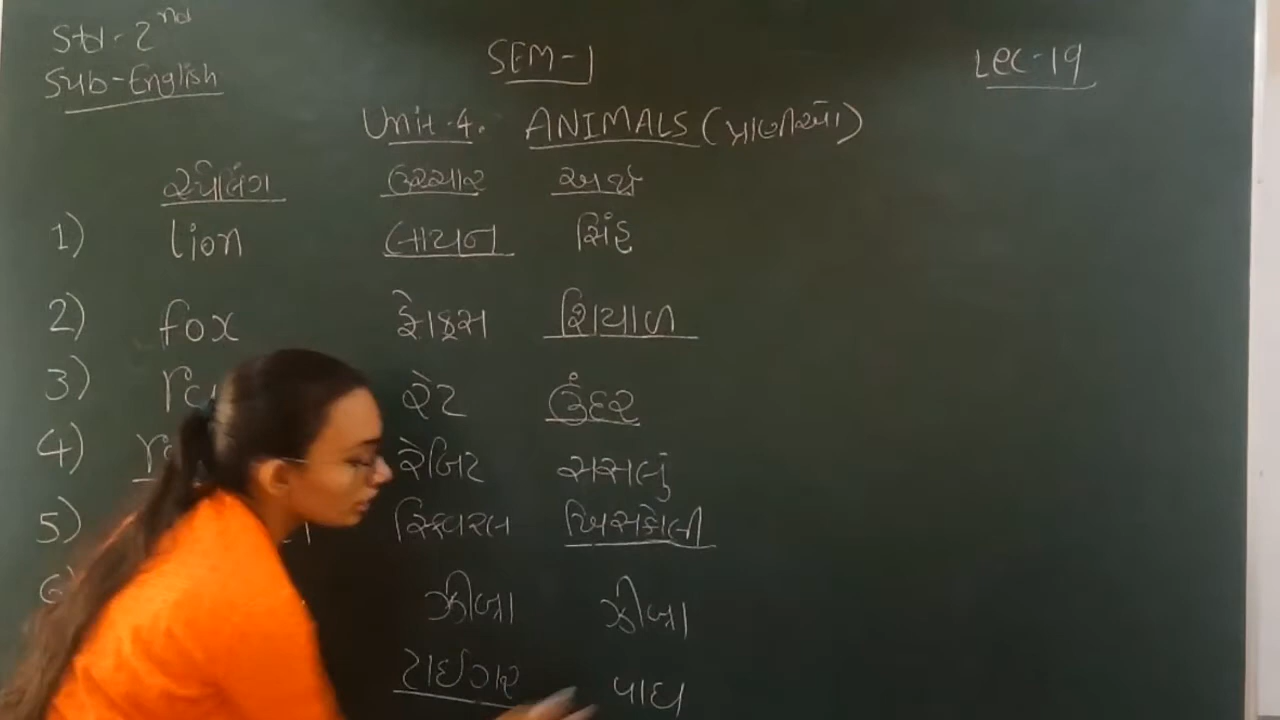 Std-2nd
Sub-English
SEM-1
Lec-19
Unit-4. ANIMALS (પ્રાણીઓ)
સ્પેલિંગ ઉચ્ચાર અર્થ
1) lion લાયન સિંહ
2) fox ફોક્સ શિયાળ
3) રેટ ઉંદર
4) રેબિટ સસલું
5) સ્ક્વિરલ ખિસકોલી
ઝીબ્રા ઝીબ્રા
ટાઈગર વાઘ